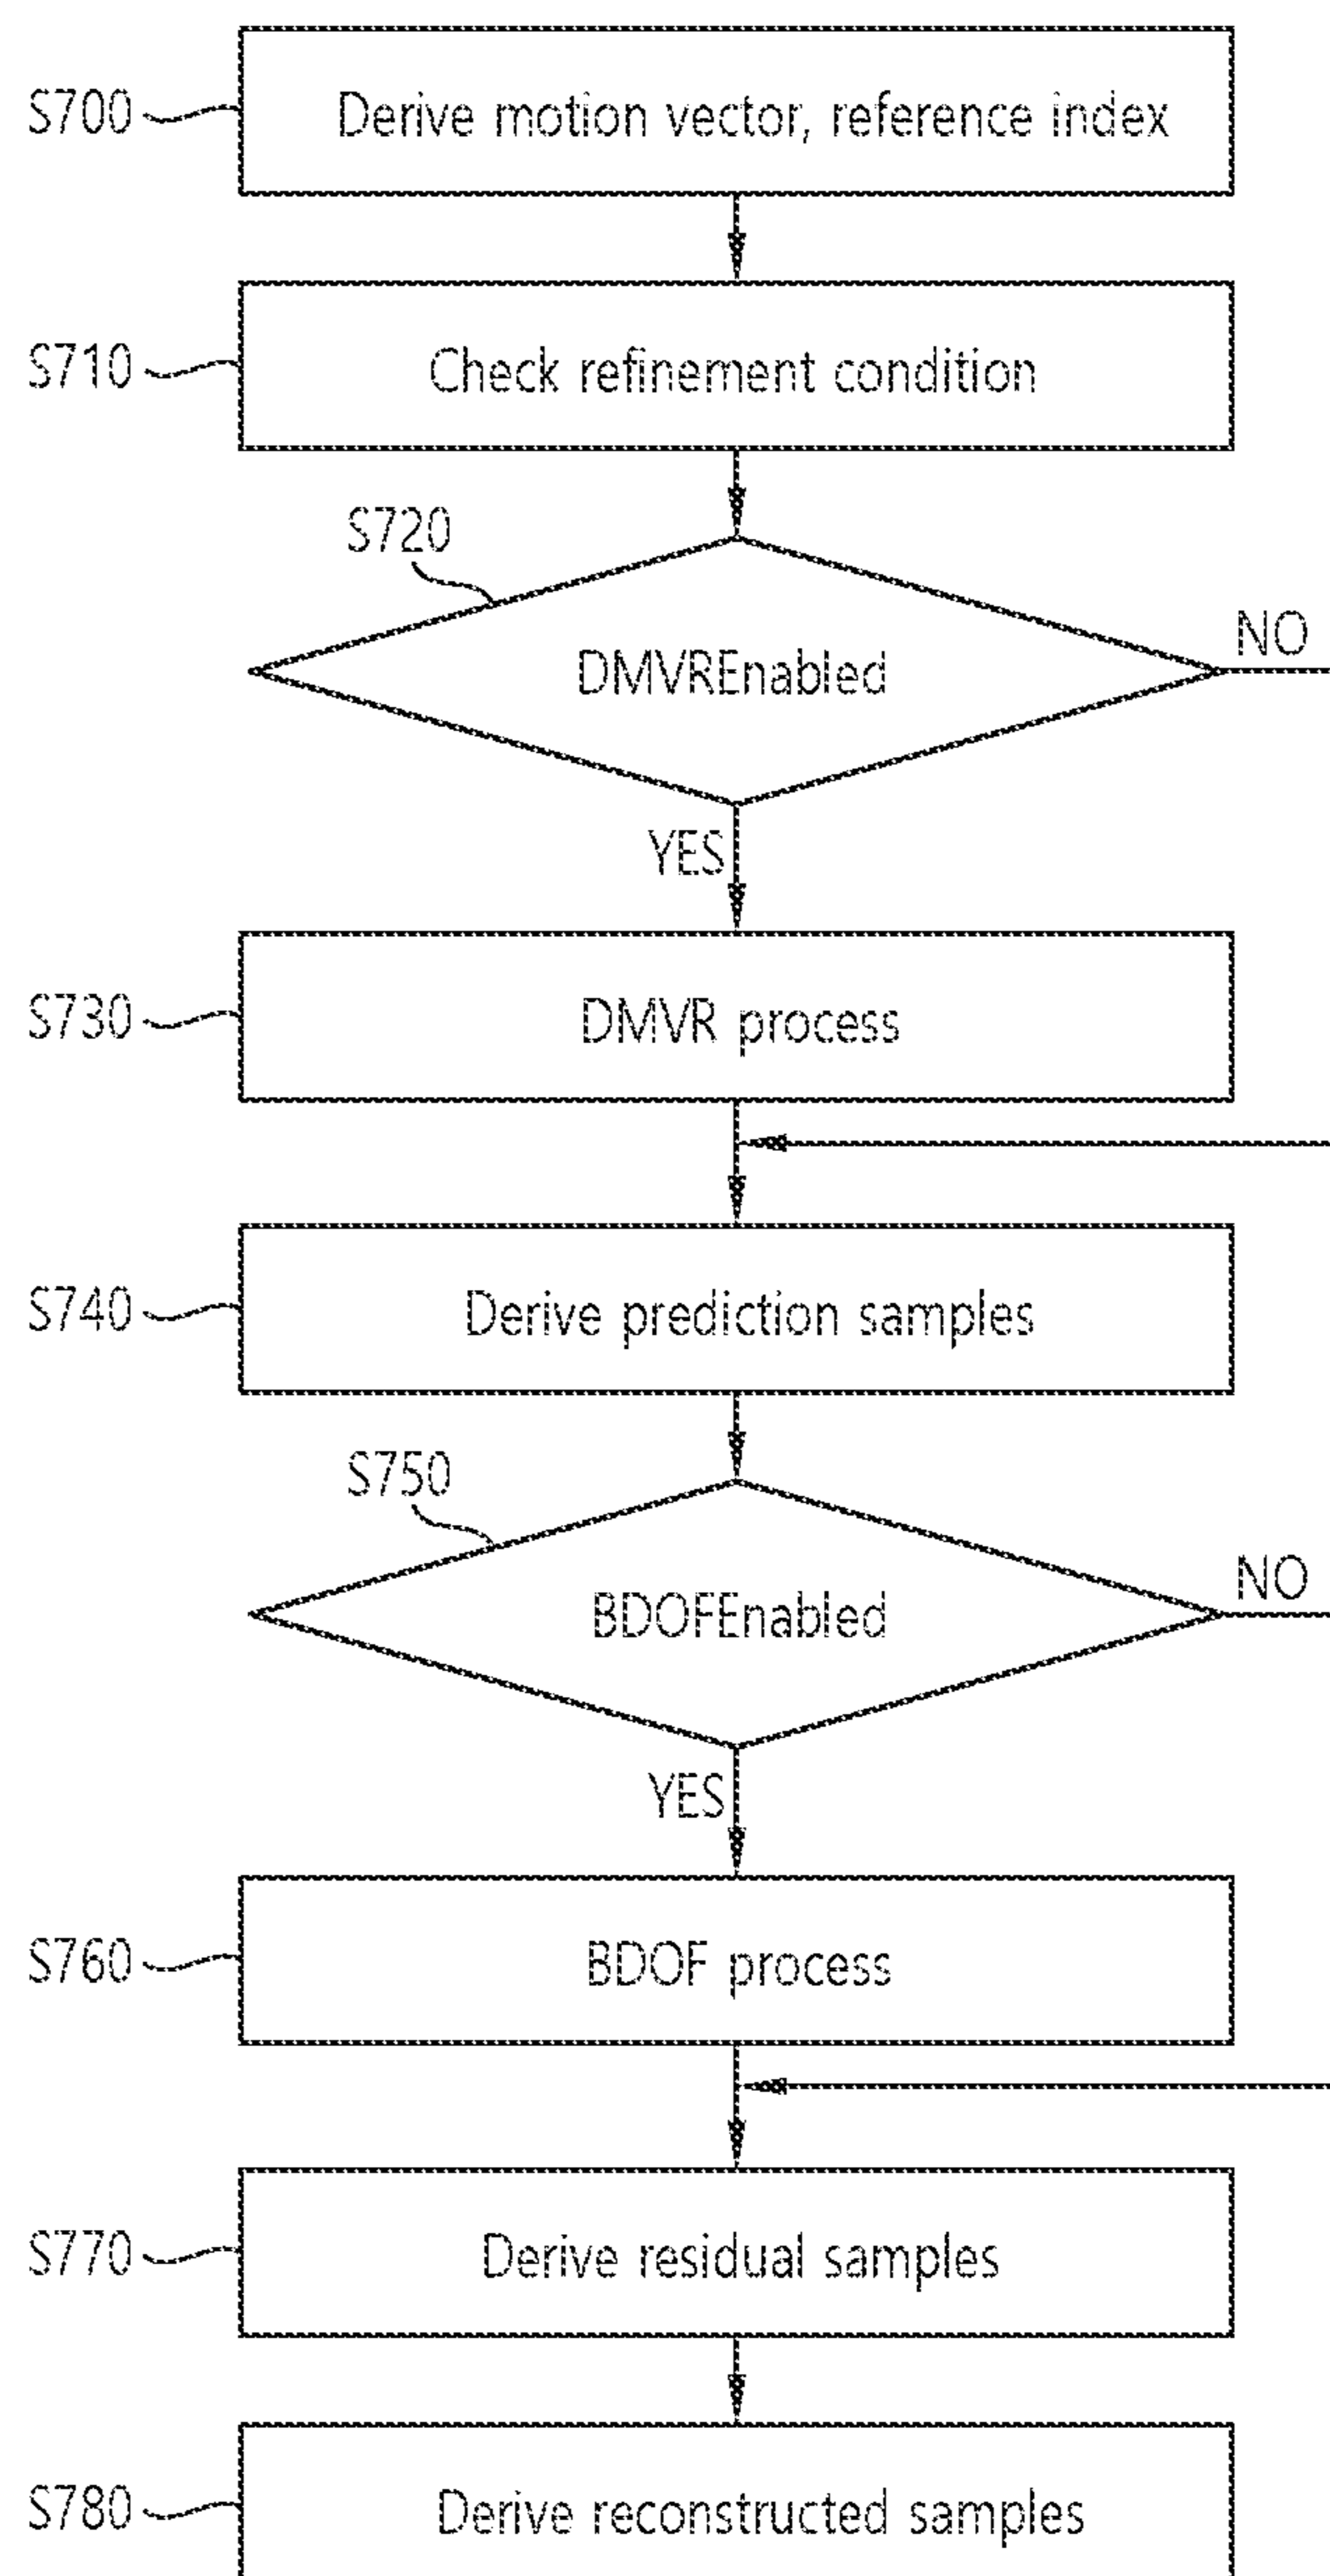 S700
Derive motion vector, reference index
S710
Check refinement condition
S720
DMVREnabled
NO
YES
S730
DMVR process
S740
Derive prediction samples
S750
BDOFEnabled
NO
YES
S760
BDOF process
S770
Derive residual samples
S780
Derive reconstructed samples